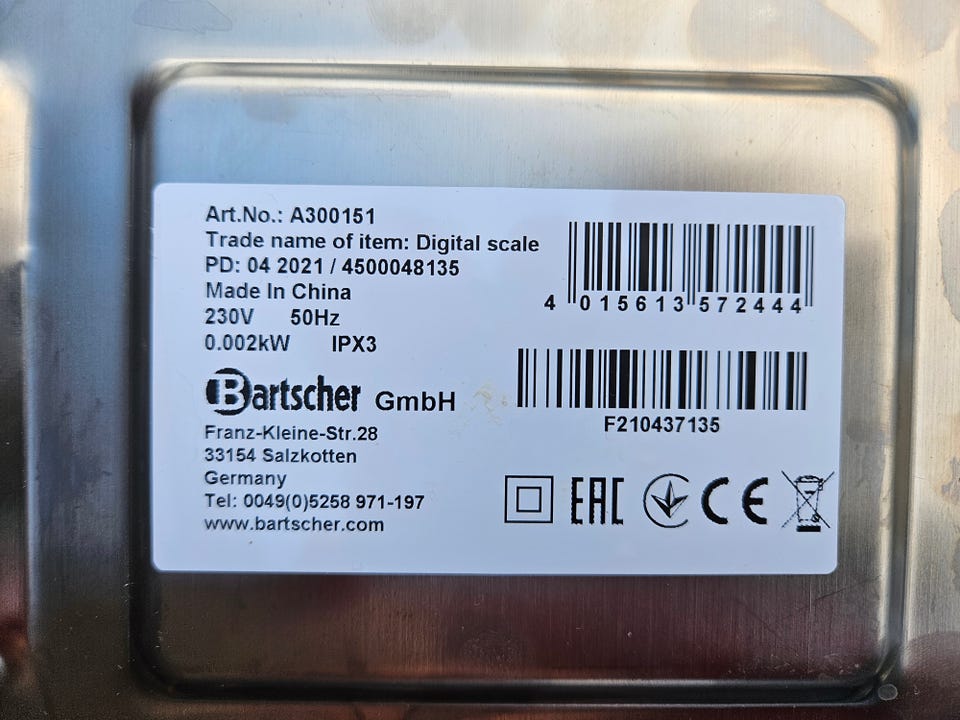 Art.No.: A300151
Trade name of item: Digital scale
PD: 04 2021 / 4500048135
Made In China
230V 50Hz
0.002kW IPX3
Bartscher GmbH
Franz-Kleine-Str.28
33154 Salzkotten
Germany
Tel: 0049(0)5258 971-197
www.bartscher.com
4 015613 572444
F210437135
EAC CE